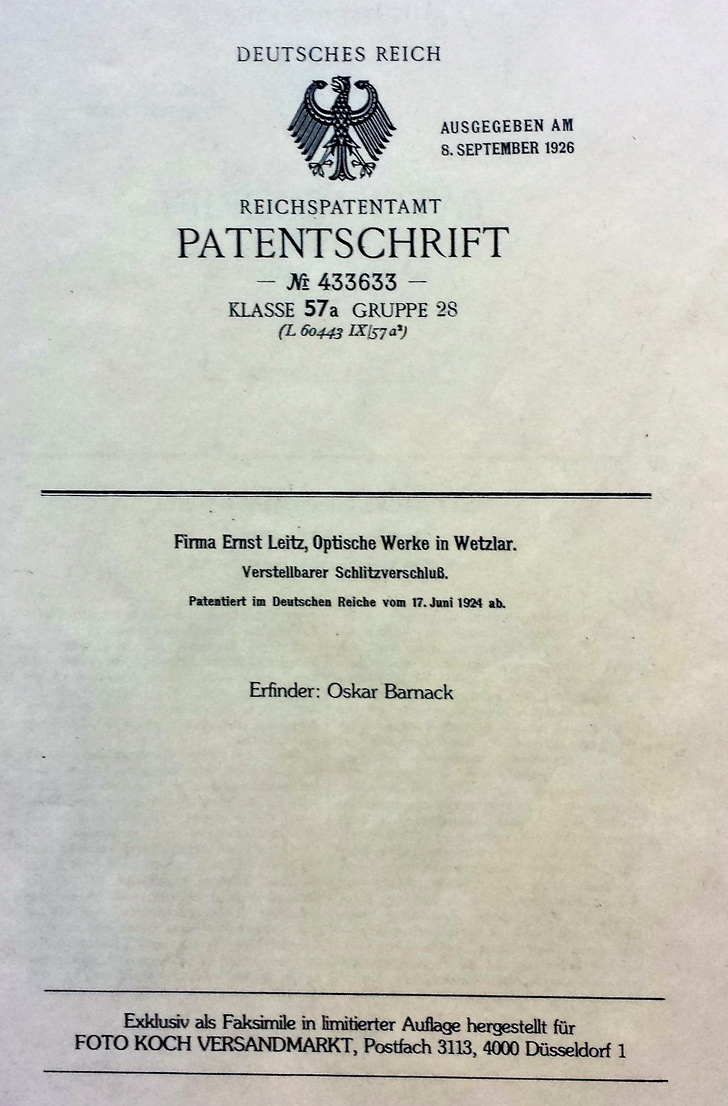 DEUTSCHES REICH
AUSGEGEBEN AM
8. SEPTEMBER 1926
REICHSPATENTAMT
PATENTSCHRIFT
— № 433633 —
KLASSE 57a GRUPPE 28
(L 60443 IX|57a²)
Firma Ernst Leitz, Optische Werke in Wetzlar.
Verstellbarer Schlitzverschluß.
Patentiert im Deutschen Reiche vom 17. Juni 1924 ab.
Erfinder: Oskar Barnack
Exklusiv als Faksimile in limitierter Auflage hergestellt für
FOTO KOCH VERSANDMARKT, Postfach 3113, 4000 Düsseldorf 1